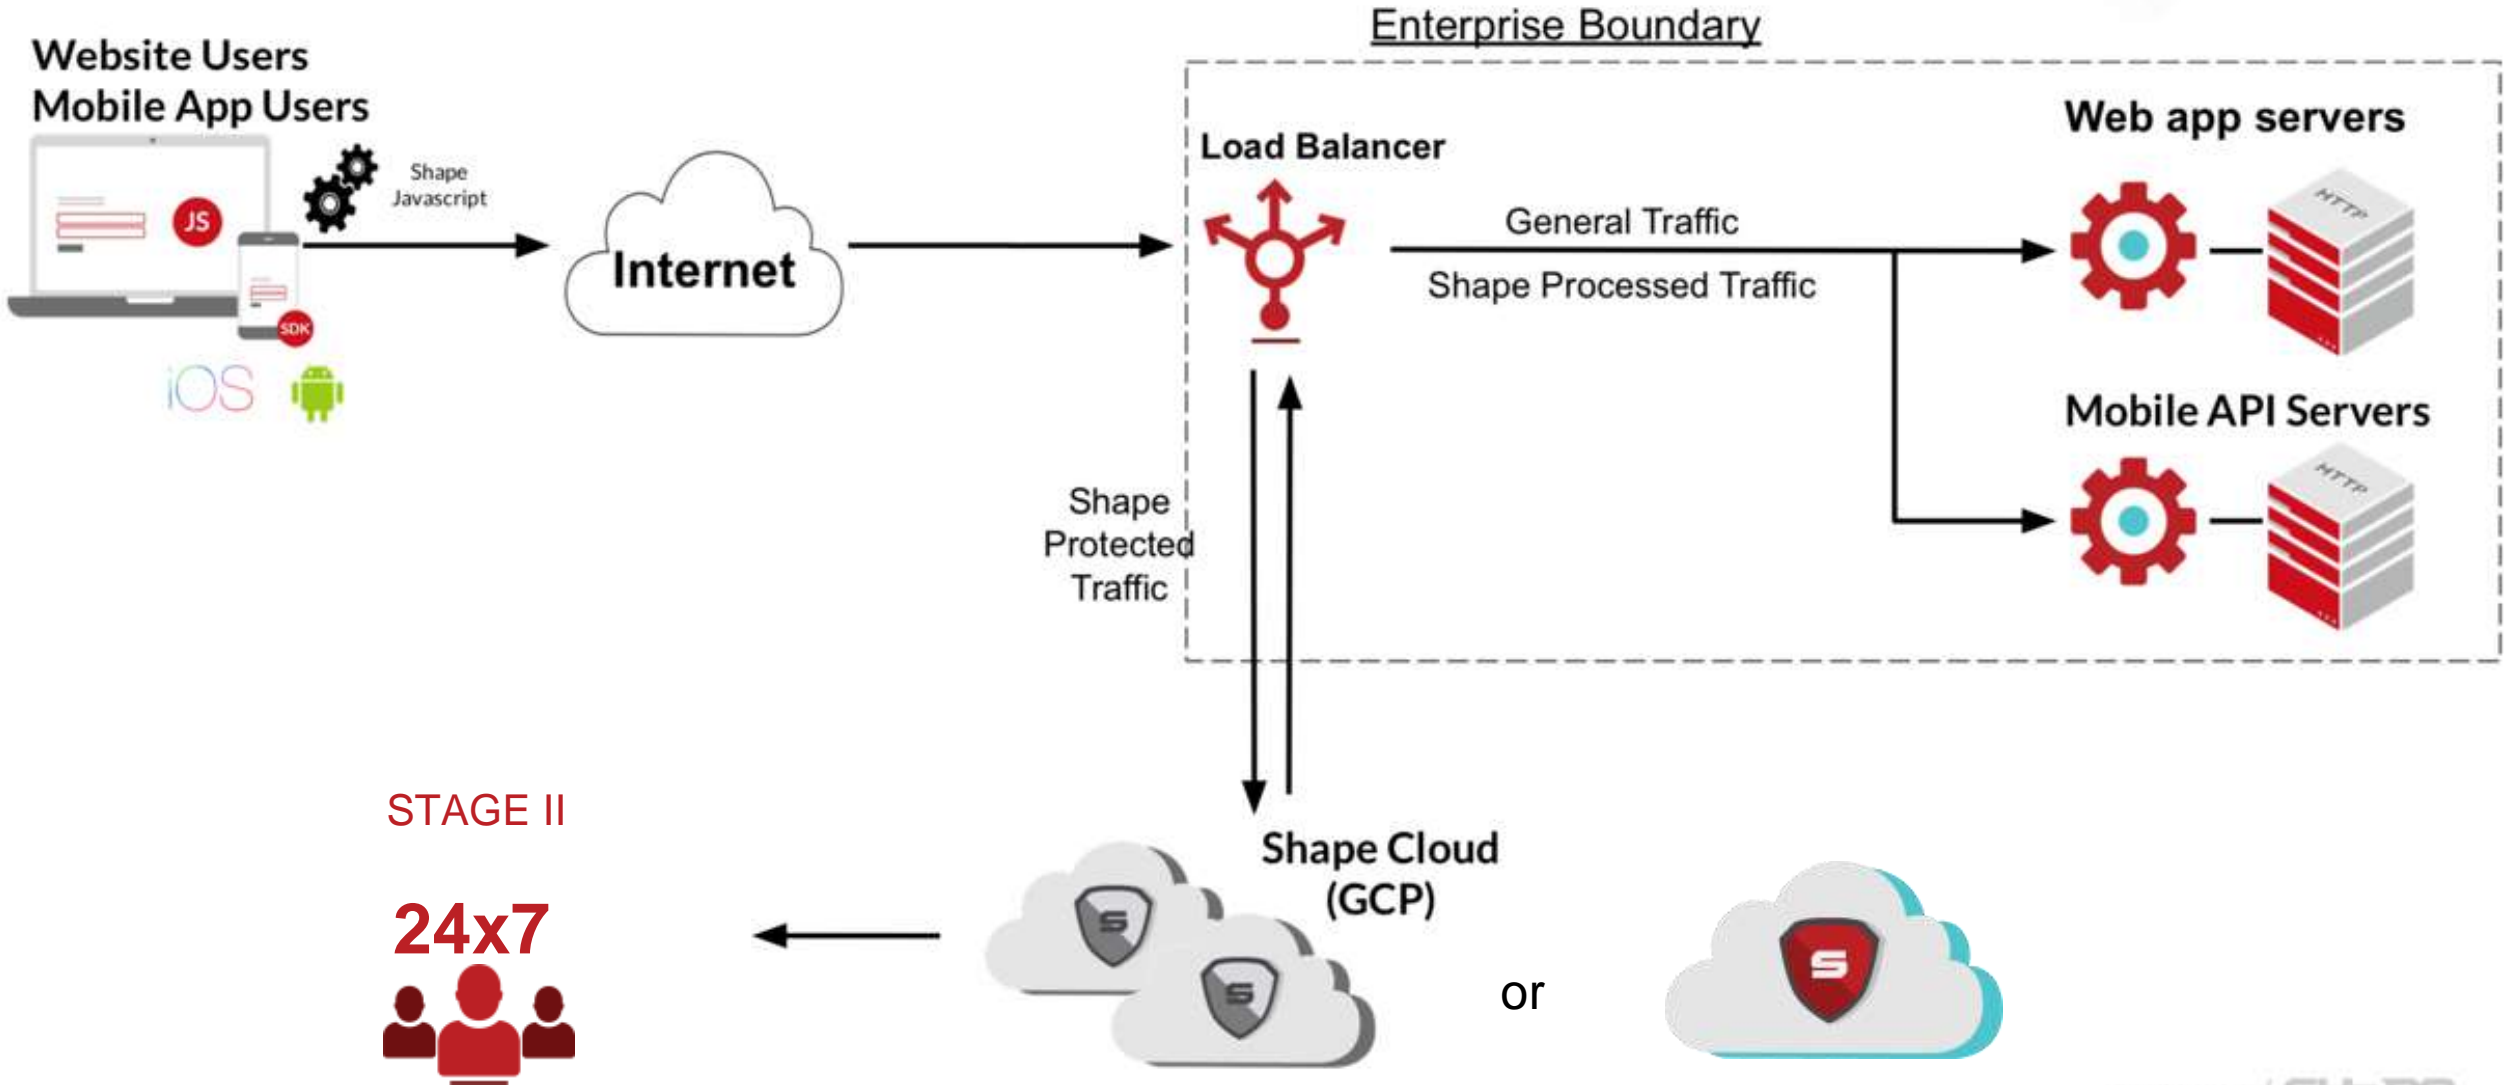 Enterprise Boundary
Website Users
Mobile App Users
JS
SDK
iOS
Shape
Javascript
Internet
Load Balancer
General Traffic
Shape Processed Traffic
Web app servers
HTTP
Mobile API Servers
HTTP
Shape
Protected
Traffic
STAGE II
24x7
Shape Cloud
(GCP)
S
S
or
S